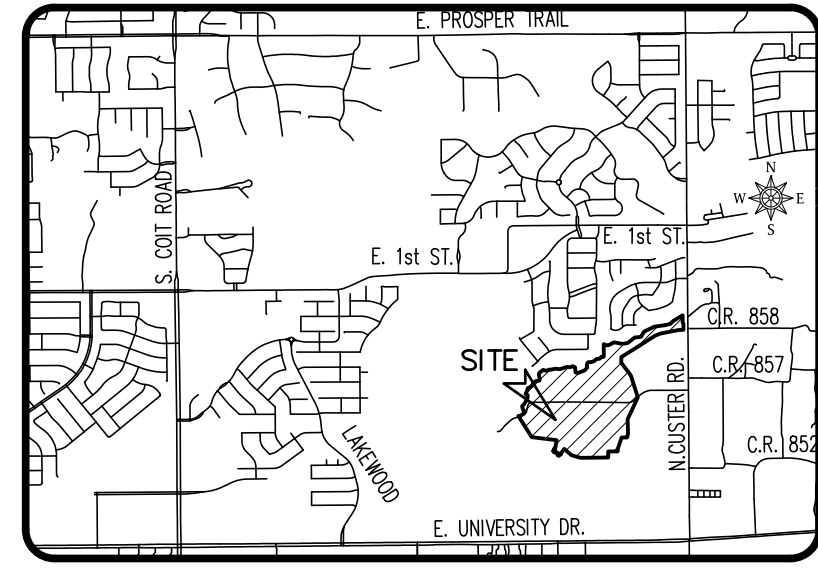 E. PROSPER TRAIL
N
W E
S
S. COIT ROAD
E. 1st ST.
E. 1st ST.
C.R. 858
SITE
C.R. 857
N.CUSTER RD.
LAKEWOOD
C.R. 852
E. UNIVERSITY DR.